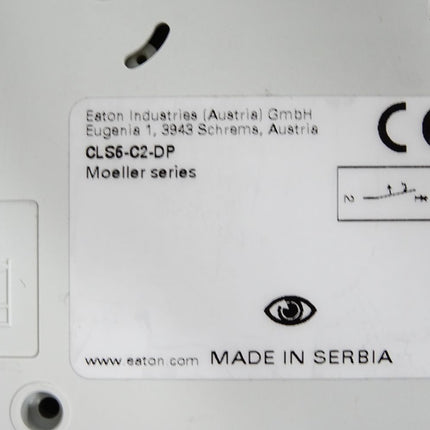 Eaton Industries (Austria) GmbH
Eugenia 1, 3943 Schrems, Austria
CLS6-C2-DP
Moeller series
CE
2
www.eaton.com MADE IN SERBIA